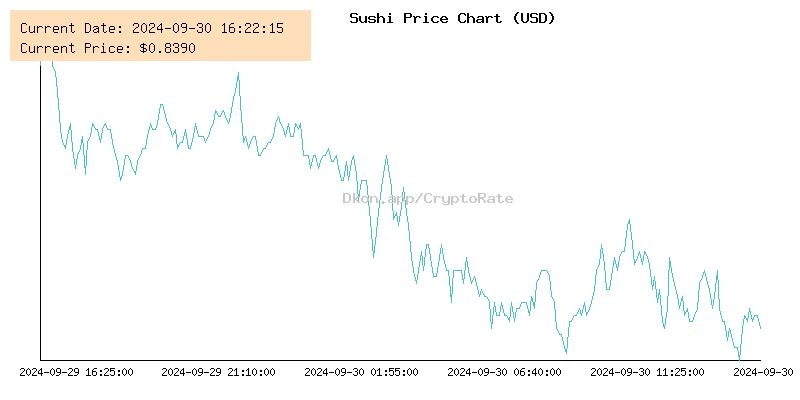 Sushi Price Chart (USD)
Current Date: 2024-09-30 16:22:15
Current Price: $0.8390
Dkon.app/CryptoRate
2024-09-29 16:25:00 2024-09-29 21:10:00 2024-09-30 01:55:00 2024-09-30 06:40:00 2024-09-30 11:25:00 2024-09-30